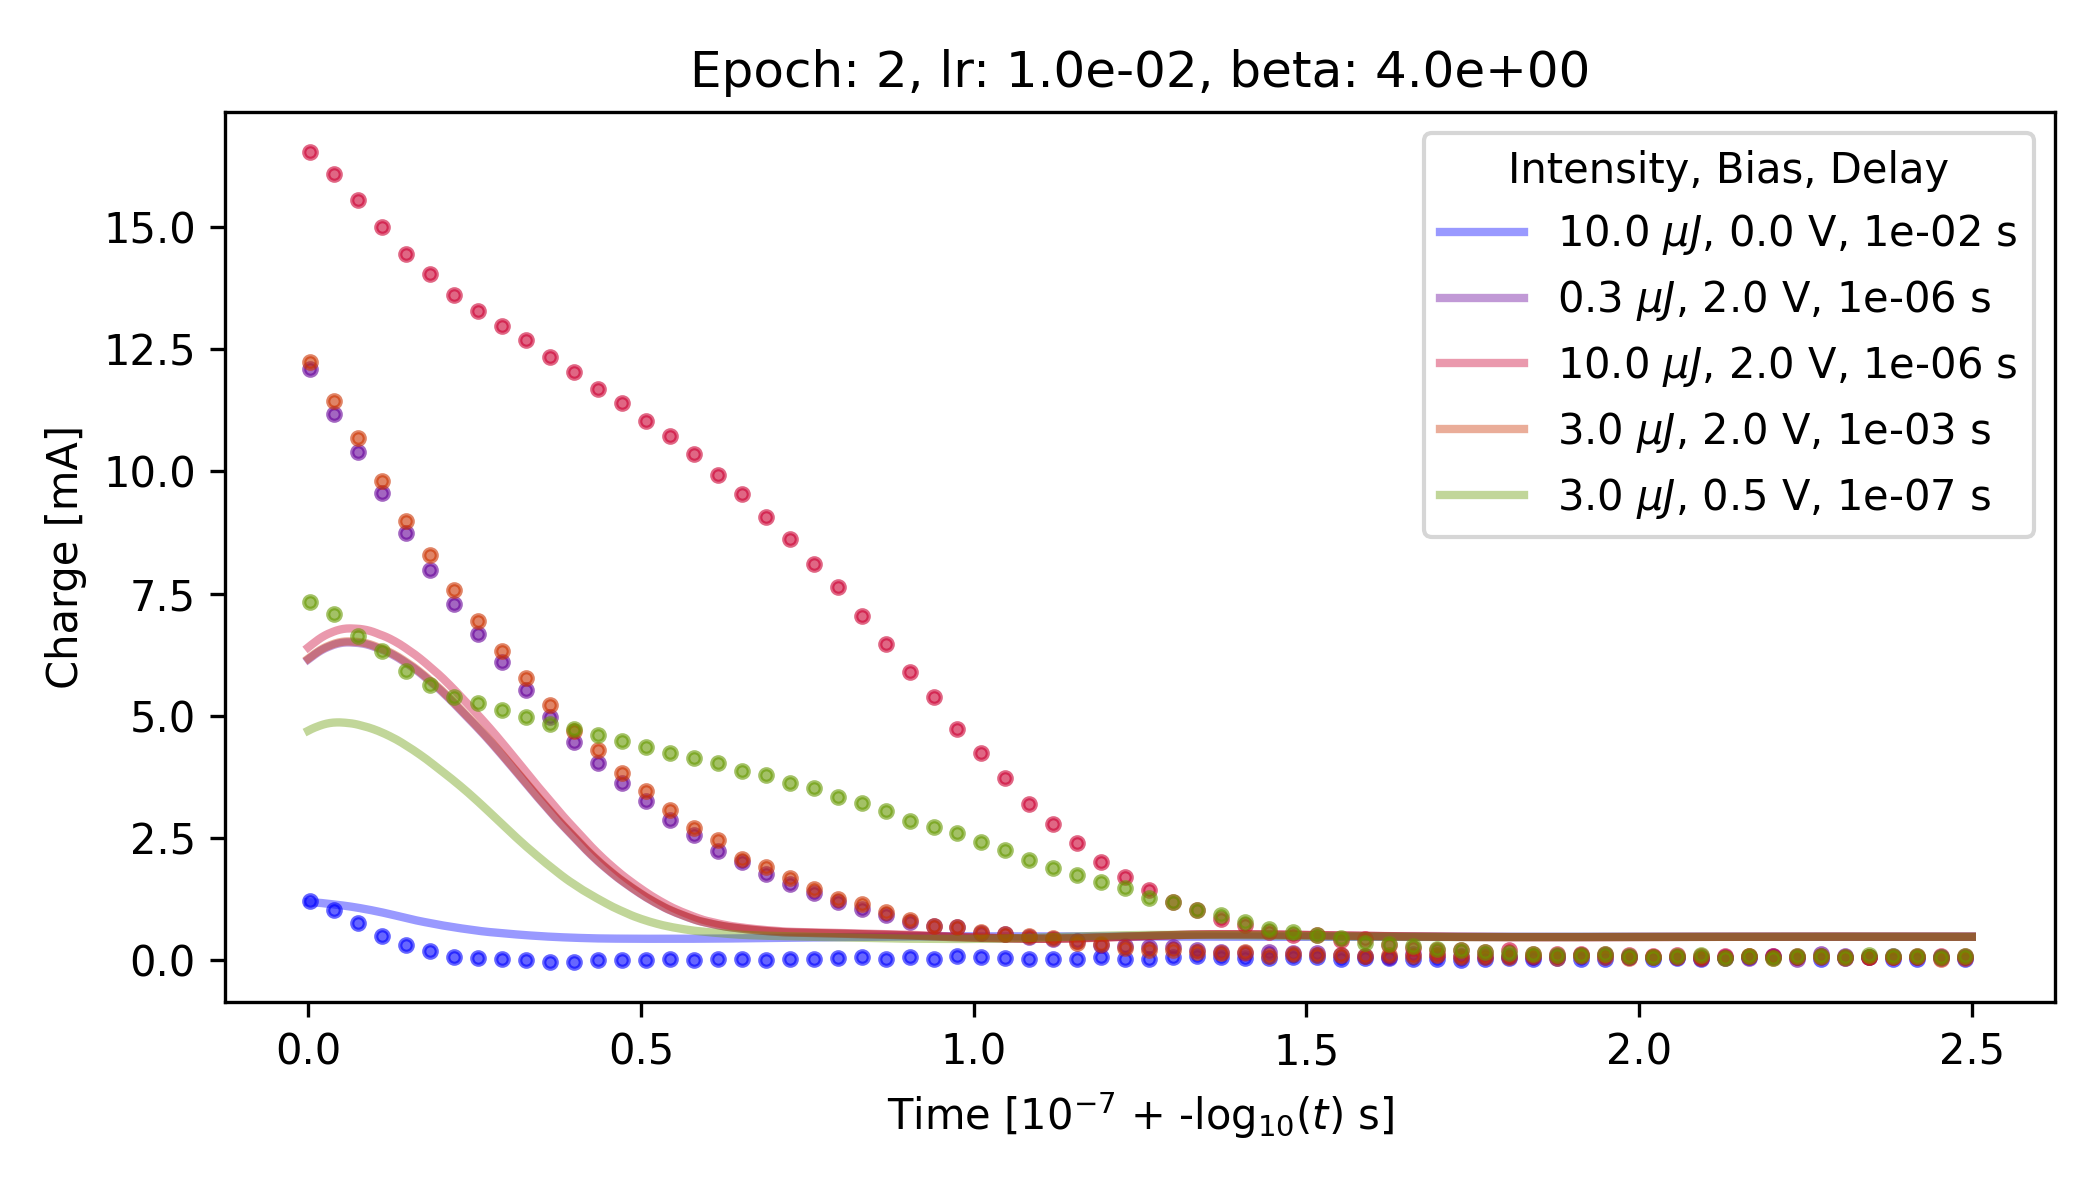 Epoch: 2, lr: 1.0e-02, beta: 4.0e+00
Charge [mA]
15.0
12.5
10.0
7.5
5.0
2.5
0.0
Intensity, Bias, Delay
10.0 μJ, 0.0 V, 1e-02 s
0.3 μJ, 2.0 V, 1e-06 s
10.0 μJ, 2.0 V, 1e-06 s
3.0 μJ, 2.0 V, 1e-03 s
3.0 μJ, 0.5 V, 1e-07 s
0.0 0.5 1.0 1.5 2.0 2.5
Time [10⁻⁷ + -log₁₀(t) s]